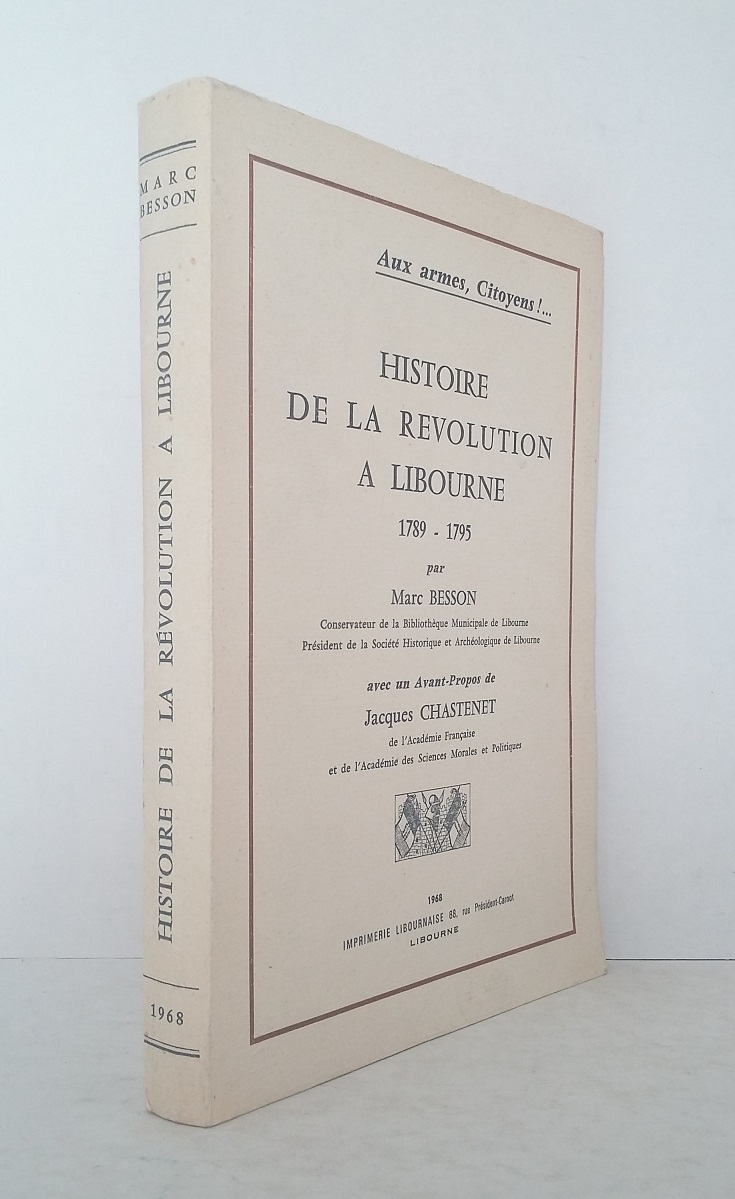 MARC
BESSON
HISTOIRE DE LA RÉVOLUTION A LIBOURNE
1968
Aux armes, Citoyens !...
HISTOIRE
DE LA REVOLUTION
A LIBOURNE
1789 - 1795
par
Marc BESSON
Conservateur de la Bibliothèque Municipale de Libourne
Président de la Société Historique et Archéologique de Libourne
avec un Avant-Propos de
Jacques CHASTENET
de l'Académie Française
et de l'Académie des Sciences Morales et Politiques
1968
IMPRIMERIE LIBOURNAISE 88, rue Président-Carnot
LIBOURNE